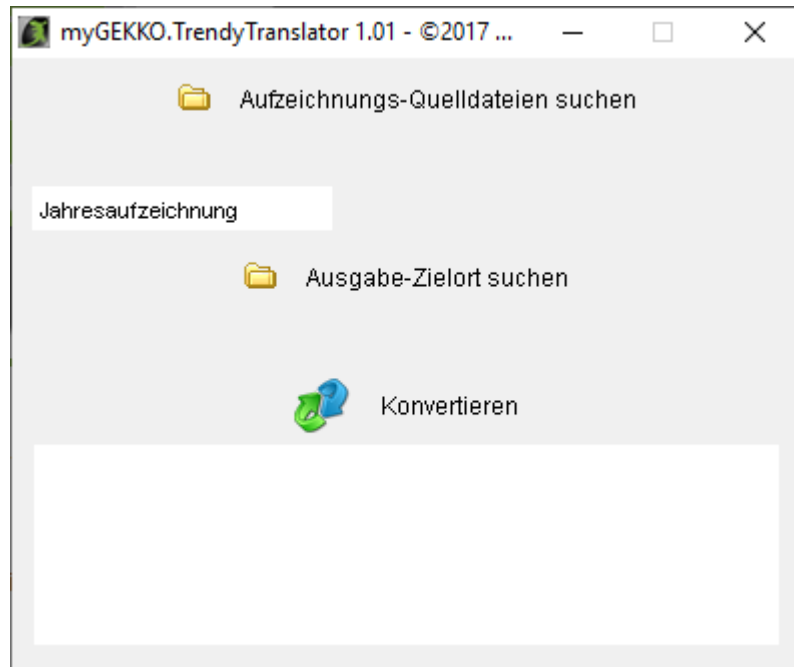 myGEKKO.TrendyTranslator 1.01 - ©2017 ...
Aufzeichnungs-Quelldateien suchen
Jahresaufzeichnung
Ausgabe-Zielort suchen
Konvertieren